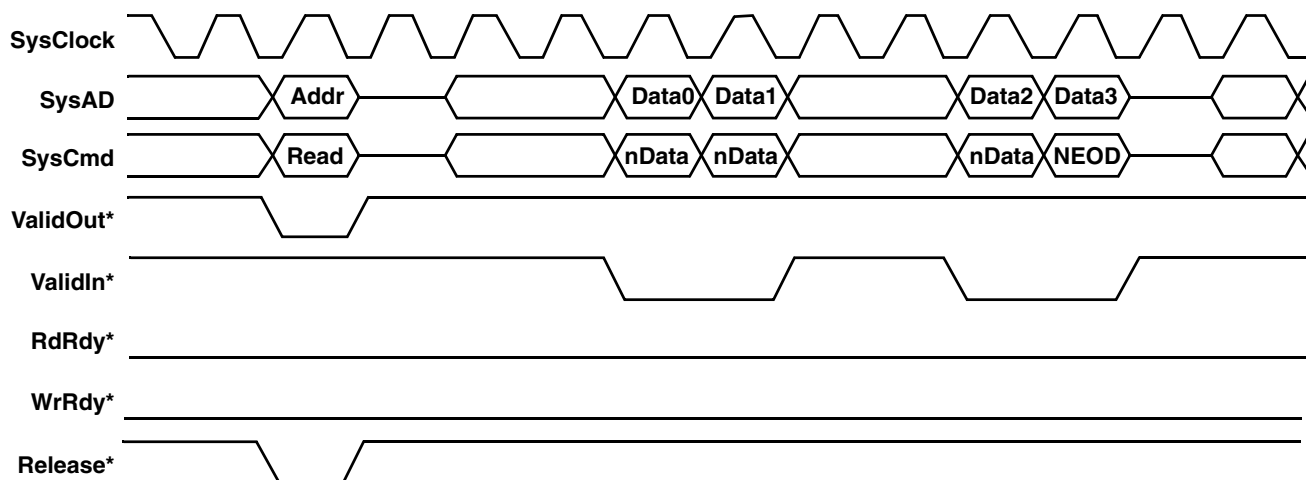 SysClock
SysAD Addr Data0 Data1 Data2 Data3
SysCmd Read nData nData nData NEOD
ValidOut*
ValidIn*
RdRdy*
WrRdy*
Release*